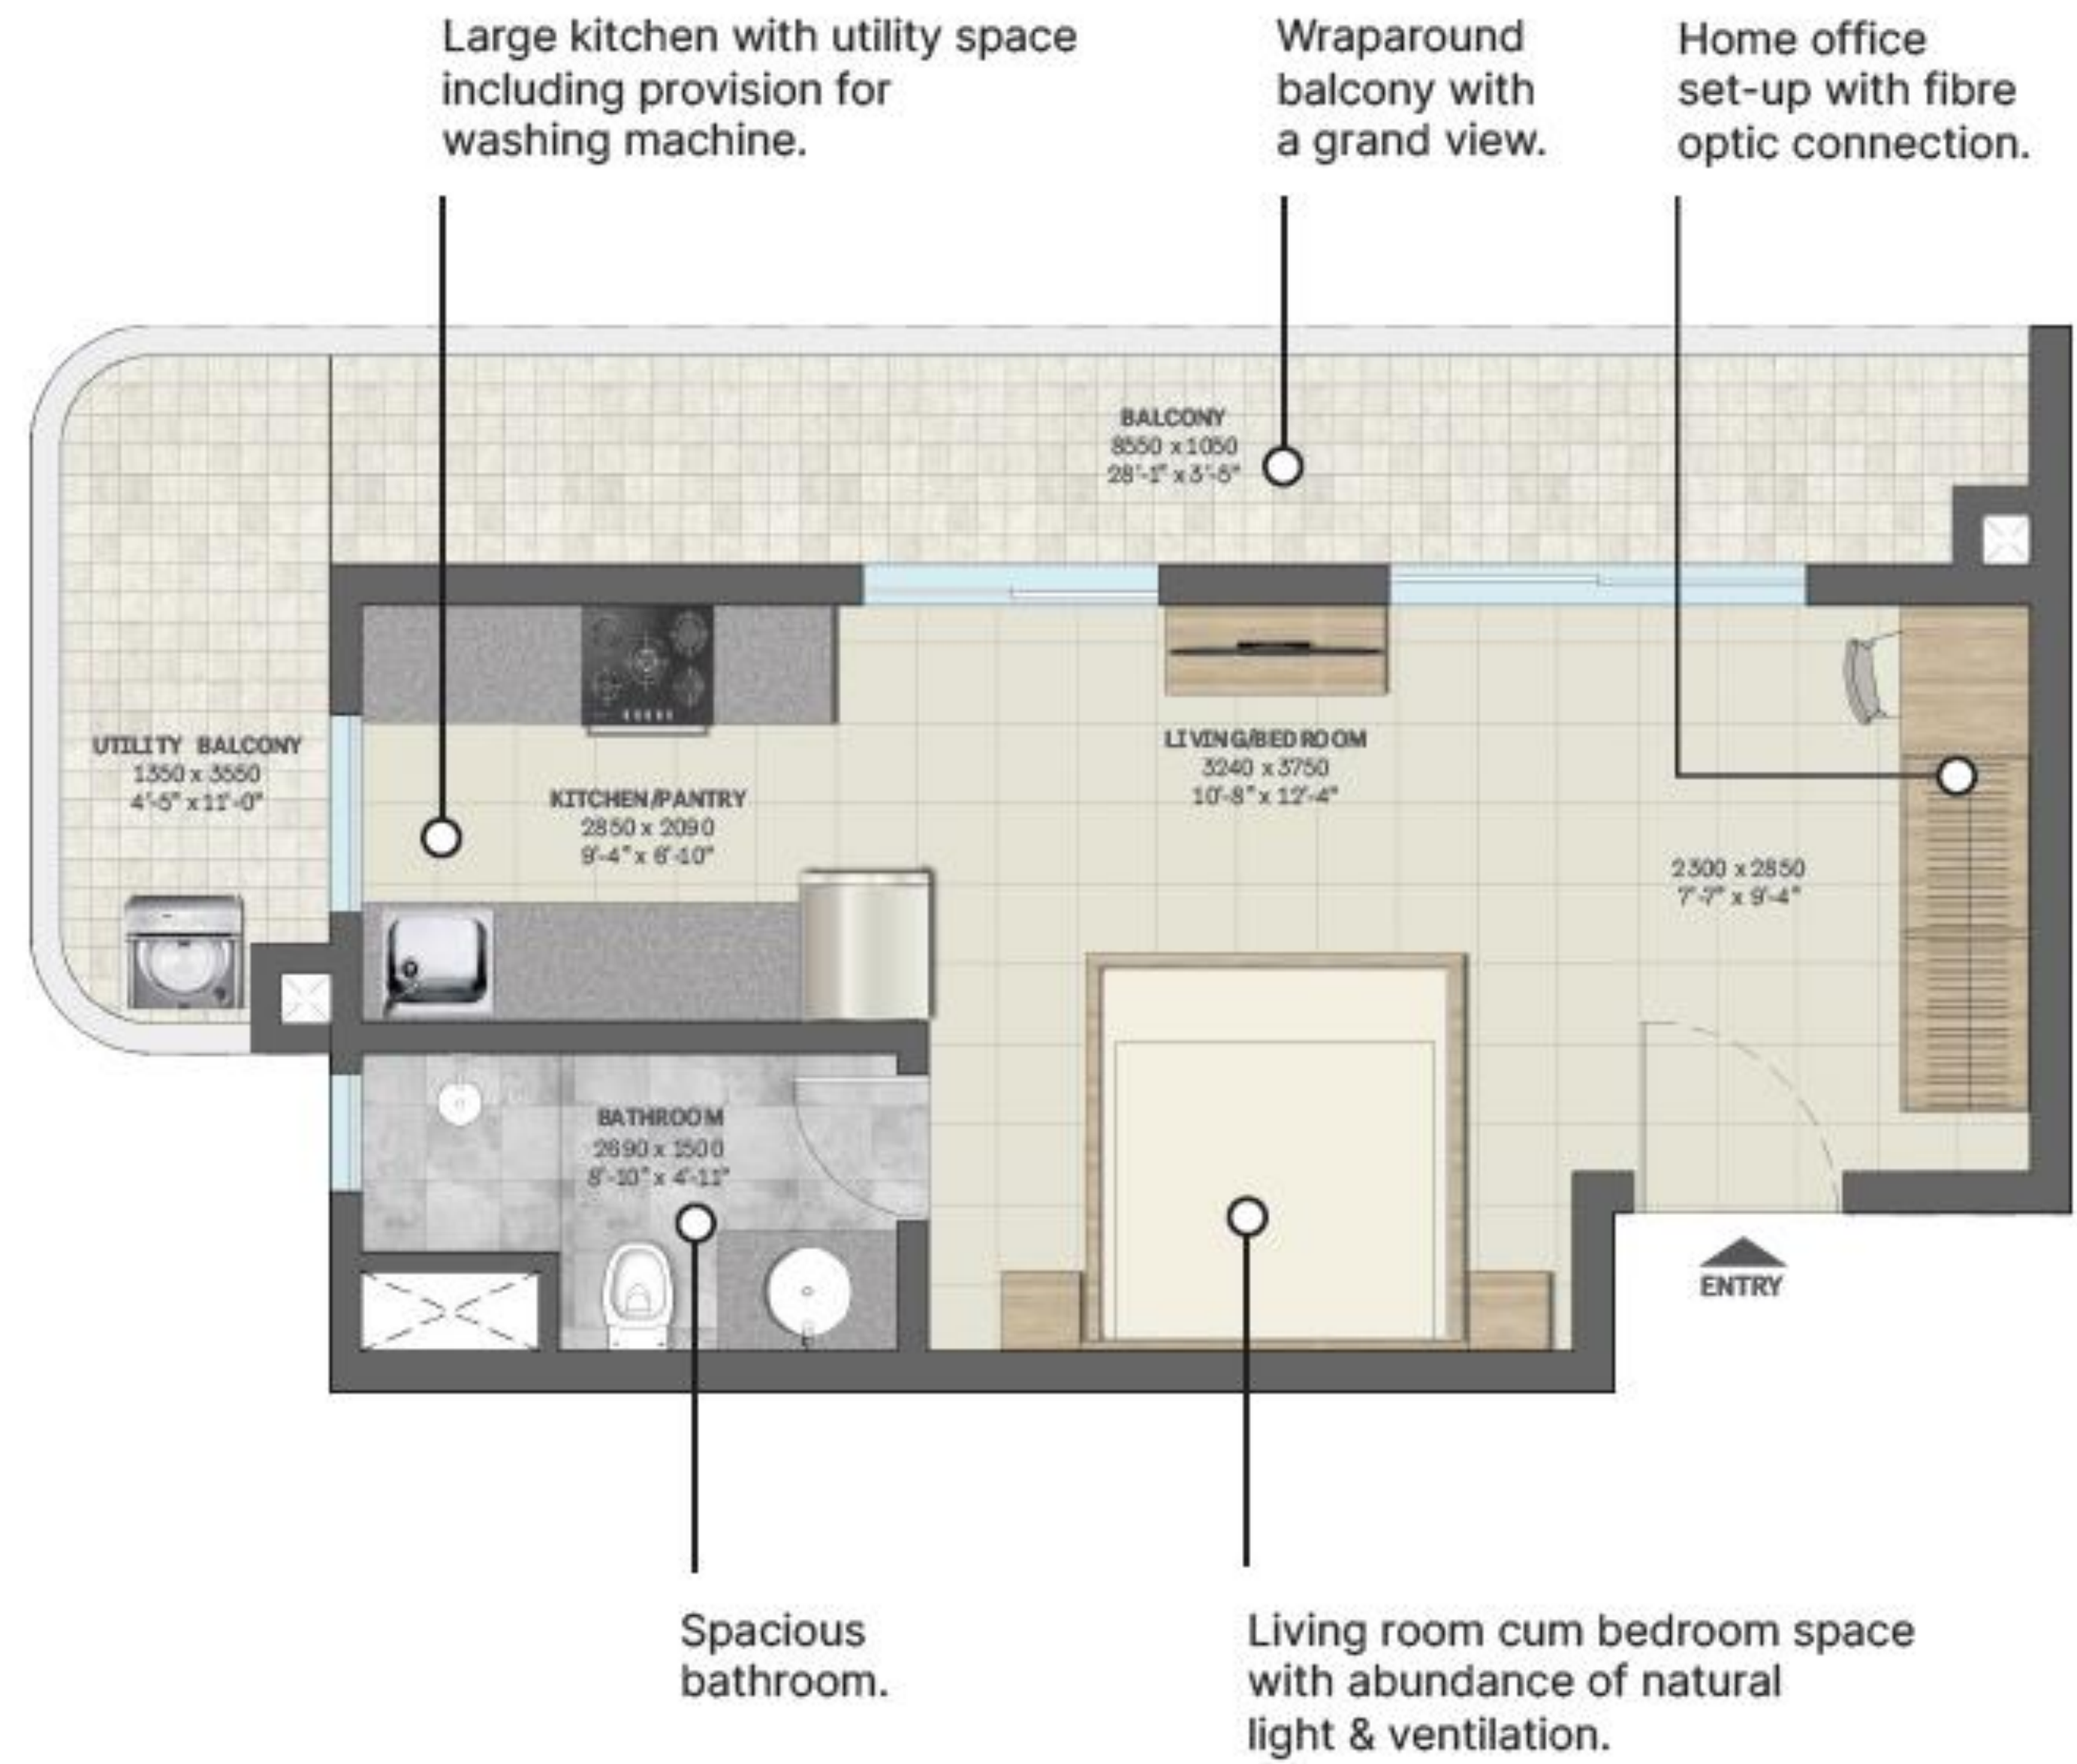 Large kitchen with utility space
including provision for
washing machine.
Wraparound
balcony with
a grand view.
Home office
set-up with fibre
optic connection.
BALCONY
8550 x 1050
28'-1" x 3'-5"
UTILITY BALCONY
1350 x 3550
4'-5" x 11'-0"
KITCHEN/PANTRY
2850 x 2090
9'-4" x 6'-10"
LIVING/BEDROOM
3240 x 3750
10'-8" x 12'-4"
2300 x 2850
7'-7" x 9'-4"
BATHROOM
2690 x 1500
8'-10" x 4'-11"
ENTRY
Spacious
bathroom.
Living room cum bedroom space
with abundance of natural
light & ventilation.